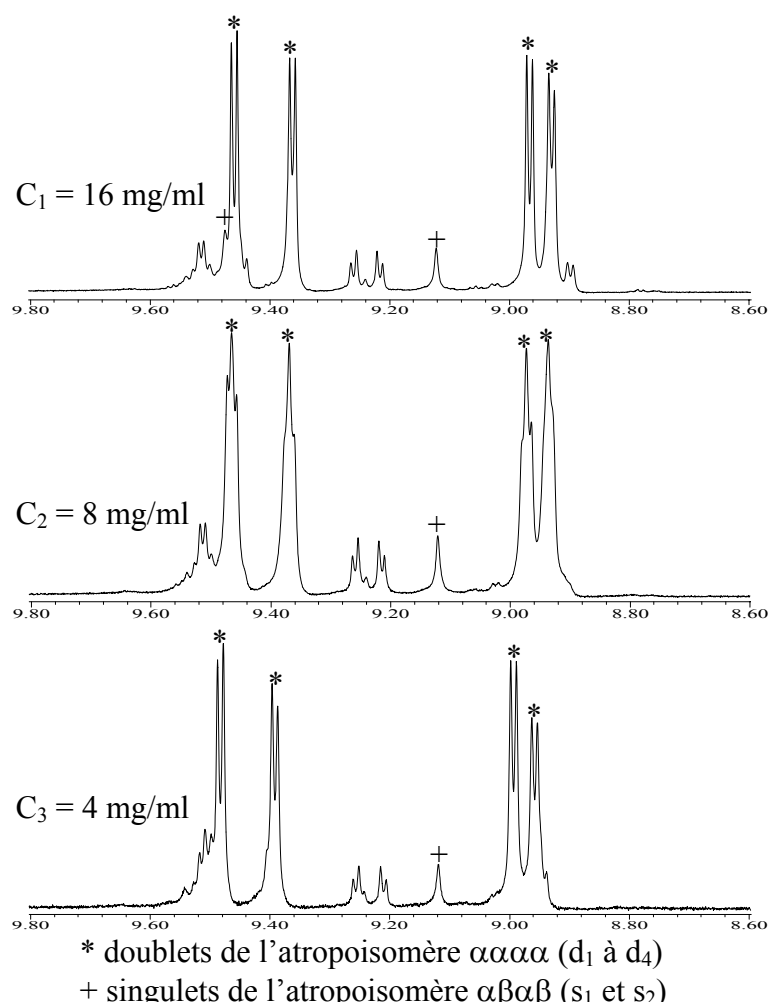 * * * *
C₁ = 16 mg/ml
+ +
9.80 9.60 9.40 9.20 9.00 8.80 8.60
* * * *
C₂ = 8 mg/ml
+
9.80 9.60 9.40 9.20 9.00 8.80 8.60
* * * *
C₃ = 4 mg/ml
+
9.80 9.60 9.40 9.20 9.00 8.80 8.60
* doublets de l’atropoisomère αααα (d₁ à d₄)
+ singulets de l’atropoisomère αβαβ (s₁ et s₂)